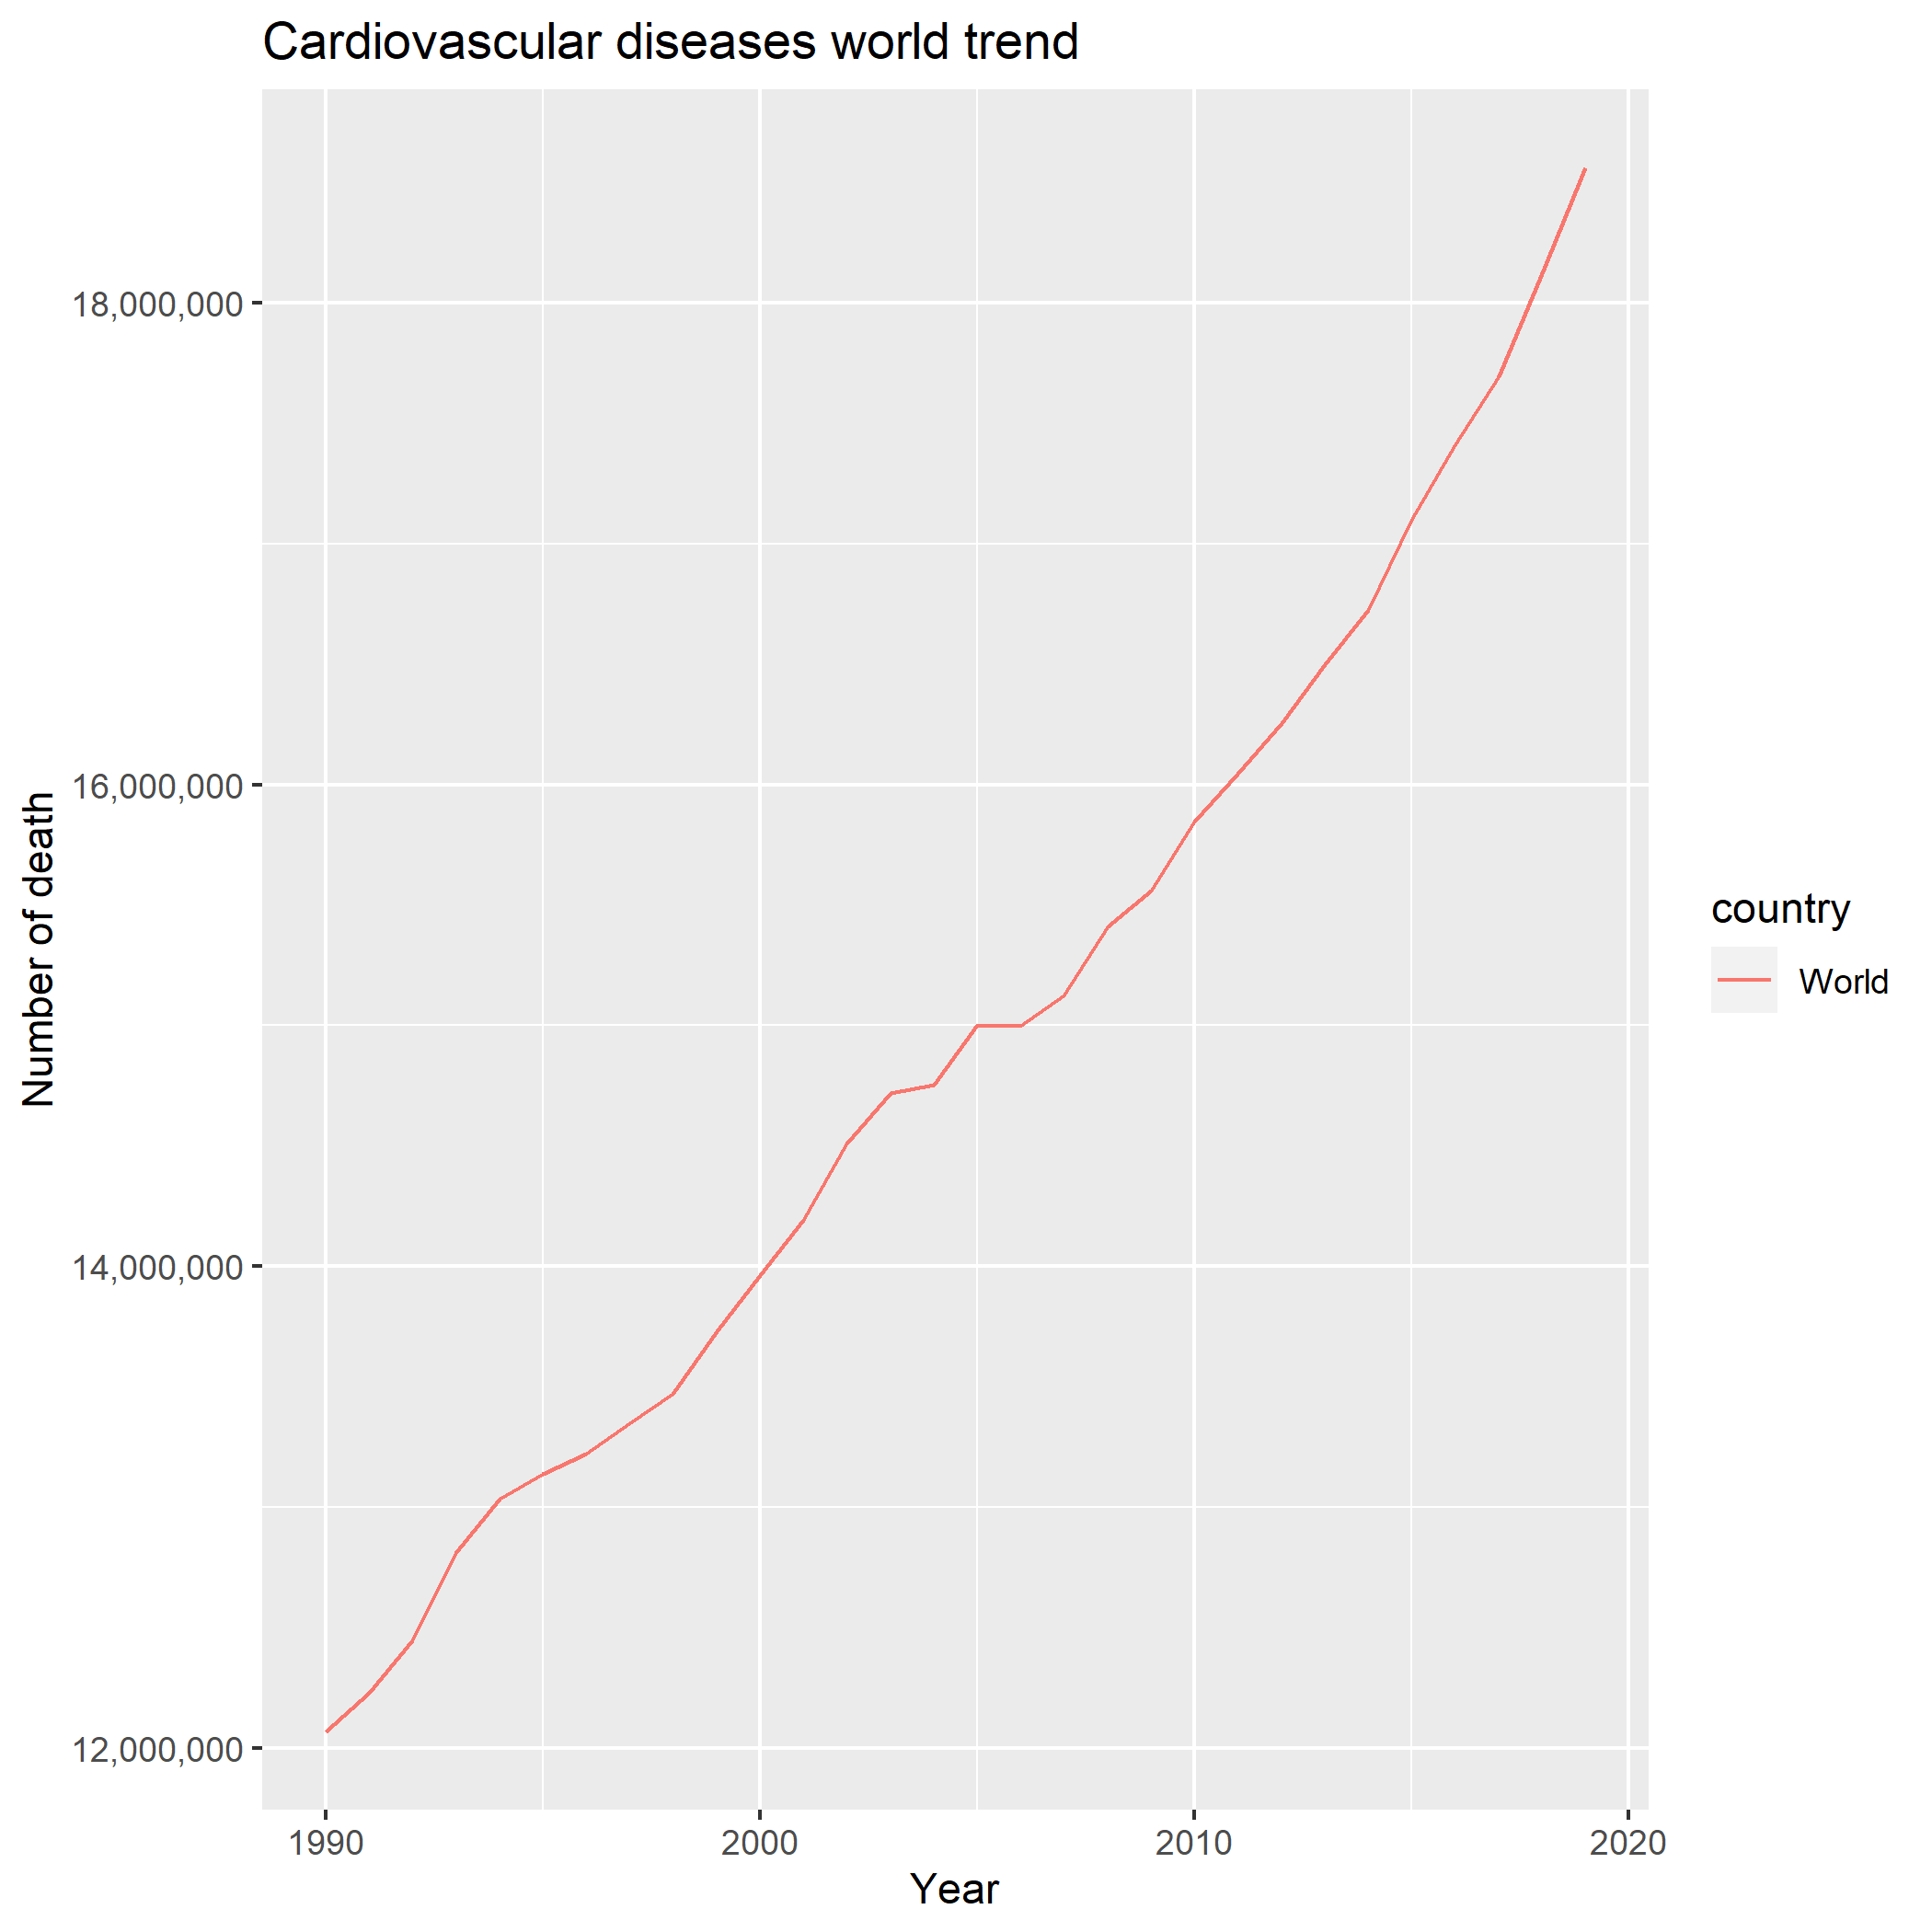 Cardiovascular diseases world trend
Number of death
18,000,000
16,000,000
14,000,000
12,000,000
1990
2000
2010
2020
Year
country
World